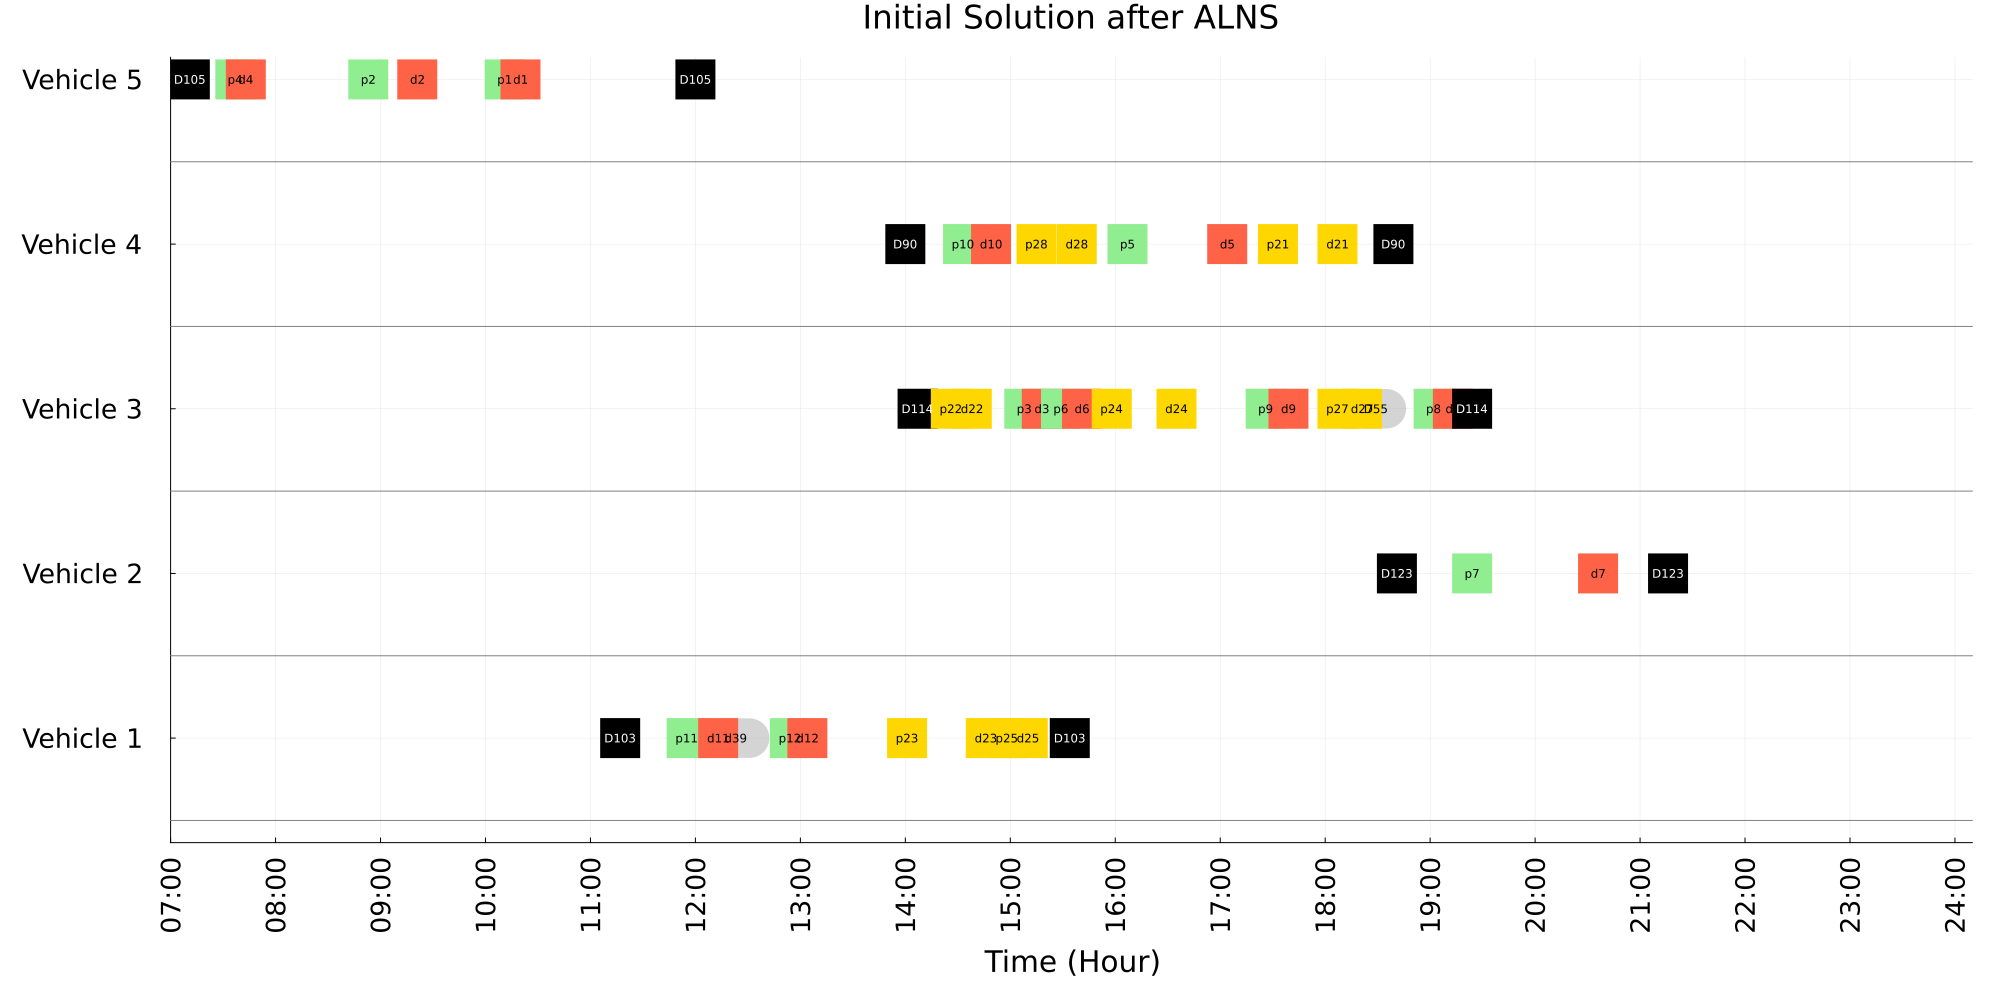 Initial Solution after ALNS
Vehicle 5
D105 p4 d4 p2 d2 p1 d1 D105
Vehicle 4
D90 p10 d10 p28 d28 p5 d5 p21 d21 D90
Vehicle 3
D114 p22 d22 p3 d3 p6 d6 p24 d24 p9 d9 p27 d27 p8 D114
Vehicle 2
D123 p7 d7 D123
Vehicle 1
D103 p11 d11 p12 d12 p23 d23 p25 d25 D103
07:00 08:00 09:00 10:00 11:00 12:00 13:00 14:00 15:00 16:00 17:00 18:00 19:00 20:00 21:00 22:00 23:00 24:00
Time (Hour)